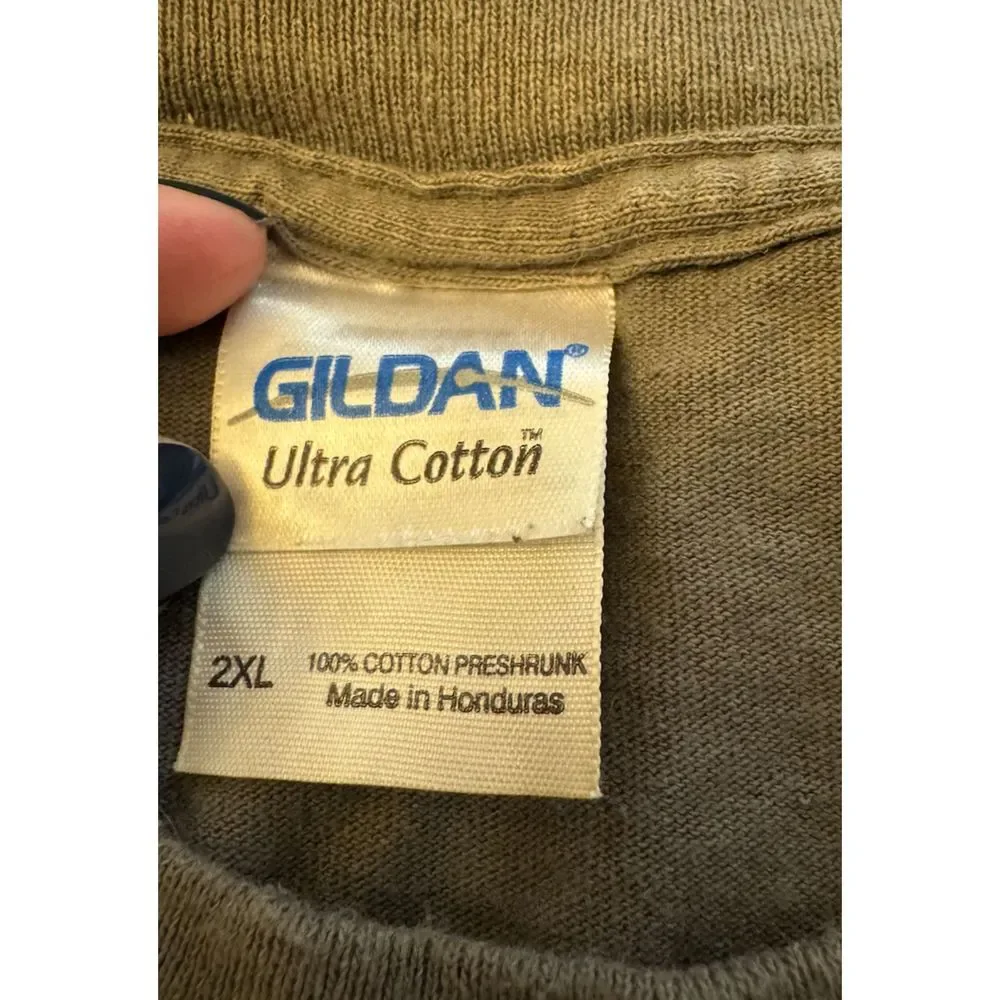 GILDAN®
Ultra Cotton™
2XL 100% COTTON PRESHRUNK
Made in Honduras